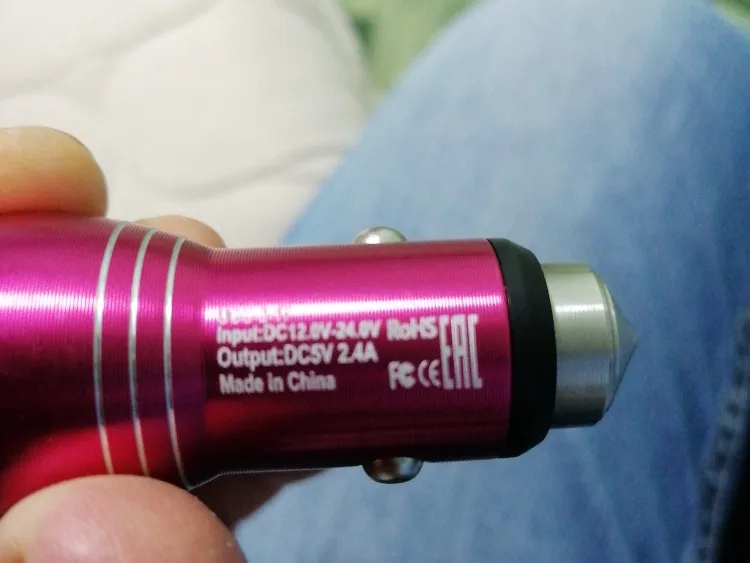 Input:DC12.0V-24.0V RoHS
Output:DC5V 2.4A
Made in China FC CE EAC